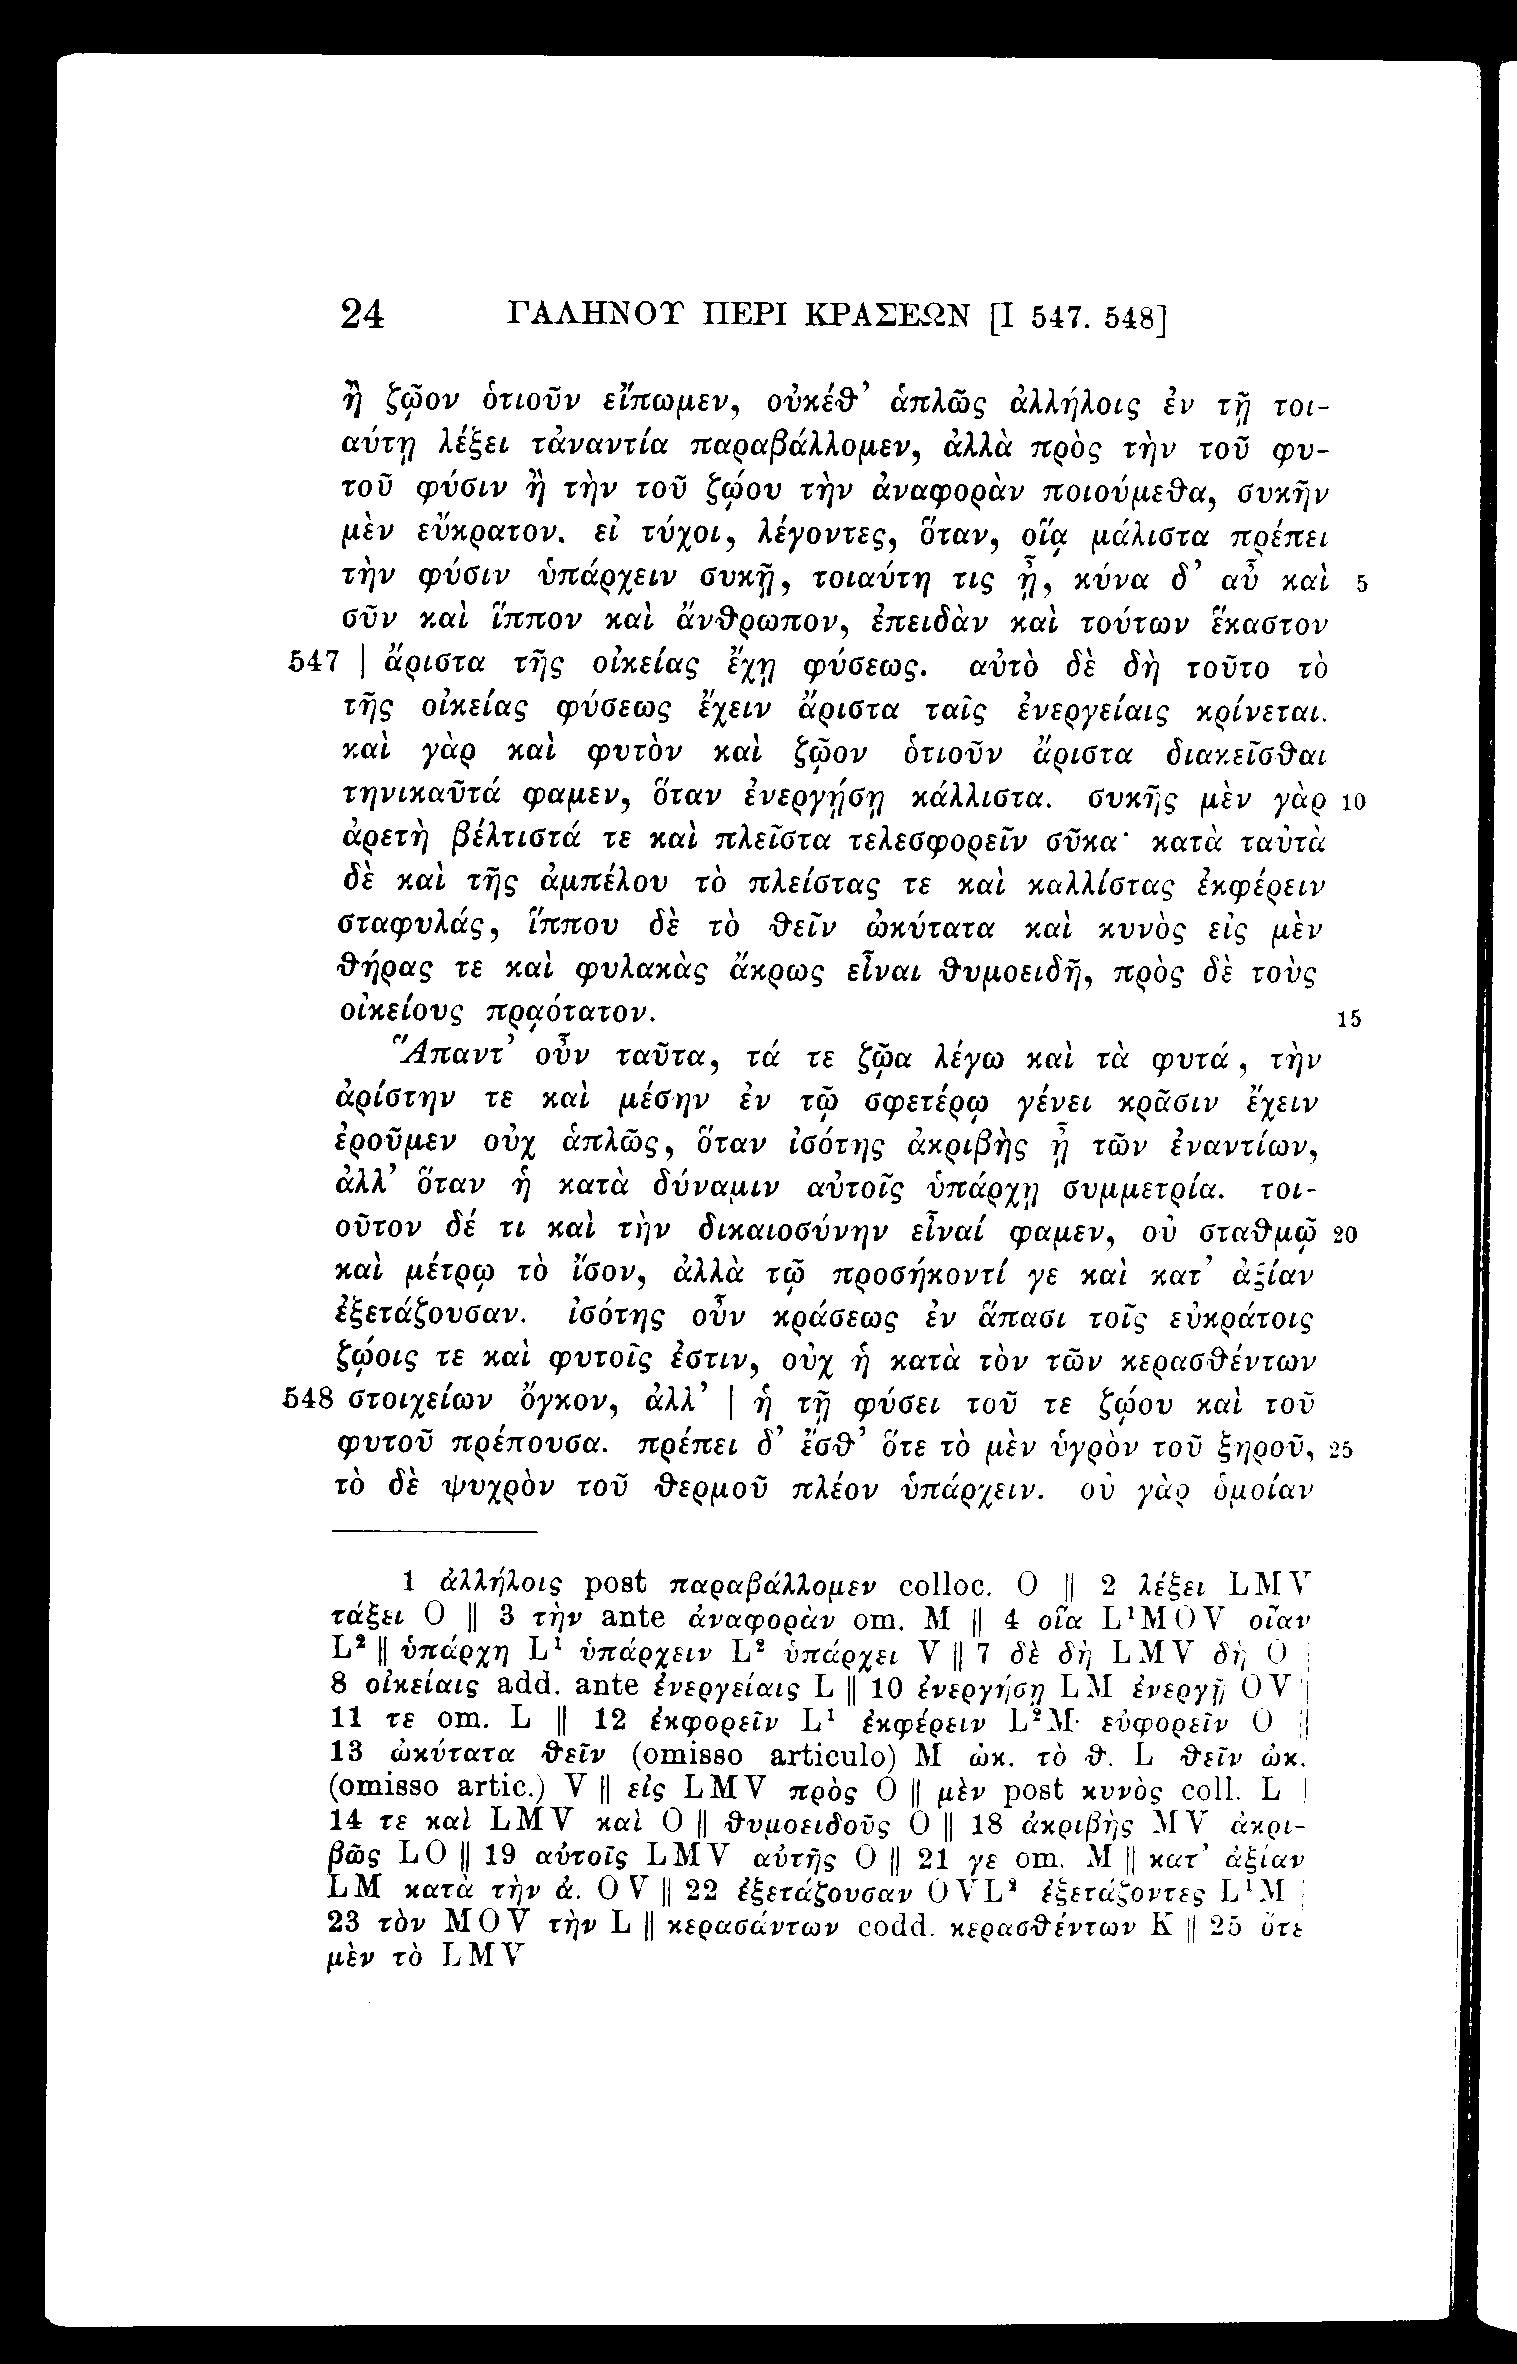 24 ΓΑΛΗΝΟΥ ΠΕΡΙ ΚΡΑΣΕΩΝ [I 547. 548]
ἢ ζῷον ὁτιοῦν εἴπωμεν, οὐκέθ’ ἁπλῶς ἀλλήλοις ἐν τῇ τοι-
αύτῃ λέξει τἀναντία παραβάλλομεν, ἀλλὰ πρὸς τὴν τοῦ φυ-
τοῦ φύσιν ἢ τὴν τοῦ ζῴου τὴν ἀναφορὰν ποιούμεθα, συκῆν
μὲν εὔκρατον. εἰ τύχοι, λέγοντες, ὅταν, οἵᾳ μάλιστα πρέπει
τὴν φύσιν ὑπάρχειν συκῇ, τοιαύτη τις ᾖ, κύνα δ’ αὖ καὶ 5
σῦν καὶ ἵππον καὶ ἄνθρωπον, ἐπειδὰν καὶ τούτων ἕκαστον
547 | ἄριστα τῆς οἰκείας ἔχῃ φύσεως. αὐτὸ δὲ δὴ τοῦτο τὸ
τῆς οἰκείας φύσεως ἔχειν ἄριστα ταῖς ἐνεργείαις κρίνεται.
καὶ γὰρ καὶ φυτὸν καὶ ζῷον ὁτιοῦν ἄριστα διακεῖσθαι
τηνικαῦτά φαμεν, ὅταν ἐνεργήσῃ κάλλιστα. συκῆς μὲν γὰρ 10
ἀρετὴ βέλτιστά τε καὶ πλεῖστα τελεσφορεῖν σῦκα· κατὰ ταὐτὰ
δὲ καὶ τῆς ἀμπέλου τὸ πλείστας τε καὶ καλλίστας ἐκφέρειν
σταφυλάς, ἵππου δὲ τὸ θεῖν ὠκύτατα καὶ κυνὸς εἰς μὲν
θήρας τε καὶ φυλακὰς ἄκρως εἶναι θυμοειδῆ, πρὸς δὲ τοὺς
οἰκείους πρᾳότατον. 15
Ἅπαντ’ οὖν ταῦτα, τά τε ζῷα λέγω καὶ τὰ φυτά, τὴν
ἀρίστην τε καὶ μέσην ἐν τῷ σφετέρῳ γένει κρᾶσιν ἔχειν
ἐροῦμεν οὐχ ἁπλῶς, ὅταν ἰσότης ἀκριβὴς ᾖ τῶν ἐναντίων,
ἀλλ’ ὅταν ἡ κατὰ δύναμιν αὐτοῖς ὑπάρχῃ συμμετρία. τοι-
οῦτον δέ τι καὶ τὴν δικαιοσύνην εἶναί φαμεν, οὐ σταθμῷ 20
καὶ μέτρῳ τὸ ἴσον, ἀλλὰ τῷ προσήκοντί γε καὶ κατ’ ἀξίαν
ἐξετάζουσαν. ἰσότης οὖν κράσεως ἐν ἅπασι τοῖς εὐκράτοις
ζῴοις τε καὶ φυτοῖς ἐστιν, οὐχ ἡ κατὰ τὸν τῶν κερασθέντων
548 στοιχείων ὄγκον, ἀλλ’ | ἡ τῇ φύσει τοῦ τε ζῴου καὶ τοῦ
φυτοῦ πρέπουσα. πρέπει δ’ ἔσθ’ ὅτε τὸ μὲν ὑγρὸν τοῦ ξηροῦ, 25
τὸ δὲ ψυχρὸν τοῦ θερμοῦ πλέον ὑπάρχειν. οὐ γὰρ ὁμοίαν
1 ἀλλήλοις post παραβάλλομεν colloc. O || 2 λέξει LMV
τάξει O || 3 τὴν ante ἀναφορὰν om. M || 4 οἵα L¹MOV οἵαν
L² || ὑπάρχη L¹ ὑπάρχειν L² ὑπάρχει V || 7 δὲ δὴ LMV δὴ O |
8 οἰκείαις add. ante ἐνεργείαις L || 10 ἐνεργήσῃ LM ἐνεργῇ OV ||
11 τε om. L || 12 ἐκφορεῖν L¹ ἐκφέρειν L²M· εὐφορεῖν O ||
13 ὠκύτατα θεῖν (omisso articulo) M ὠκ. τὸ θ. L θεῖν ὠκ.
(omisso artic.) V || εἰς LMV πρὸς O || μὲν post κυνὸς coll. L |
14 τε καὶ LMV καὶ O || θυμοειδοῦς O || 18 ἀκριβὴς MV ἀκρι-
βῶς LO || 19 αὐτοῖς LMV αὐτῆς O || 21 γε om. M || κατ’ ἀξίαν
LM κατὰ τὴν ἀ. OV || 22 ἐξετάζουσαν OVL² ἐξετάζοντες L¹M |
23 τὸν MOV τὴν L || κερασάντων codd. κερασθέντων K || 25 ὅτε
μὲν τὸ LMV